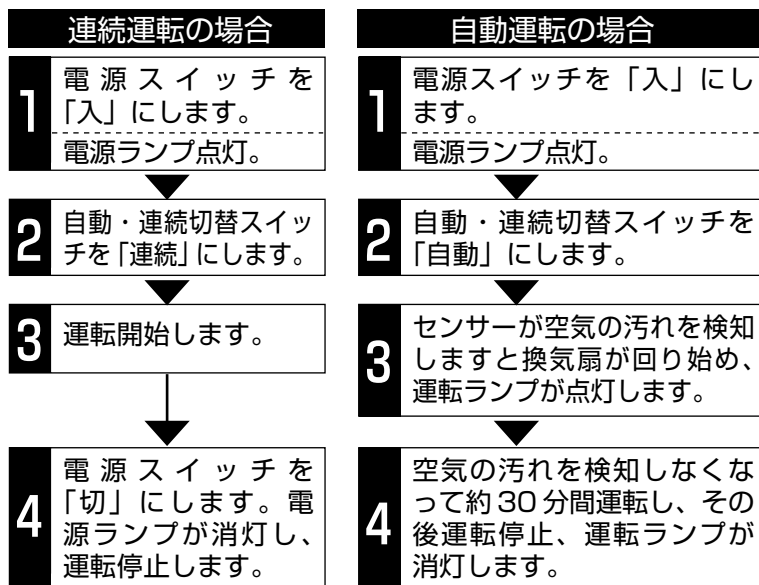 連続運転の場合
1
電源スイッチを
「入」にします。
電源ランプ点灯。
2
自動・連続切替スイッ
チを「連続」にします。
3
運転開始します。
4
電源スイッチを
「切」にします。電
源ランプが消灯し、
運転停止します。
自動運転の場合
1
電源スイッチを「入」にし
ます。
電源ランプ点灯。
2
自動・連続切替スイッチを
「自動」にします。
3
センサーが空気の汚れを検知
しますと換気扇が回り始め、
運転ランプが点灯します。
4
空気の汚れを検知しなくな
って約30分間運転し、その
後運転停止、運転ランプが
消灯します。